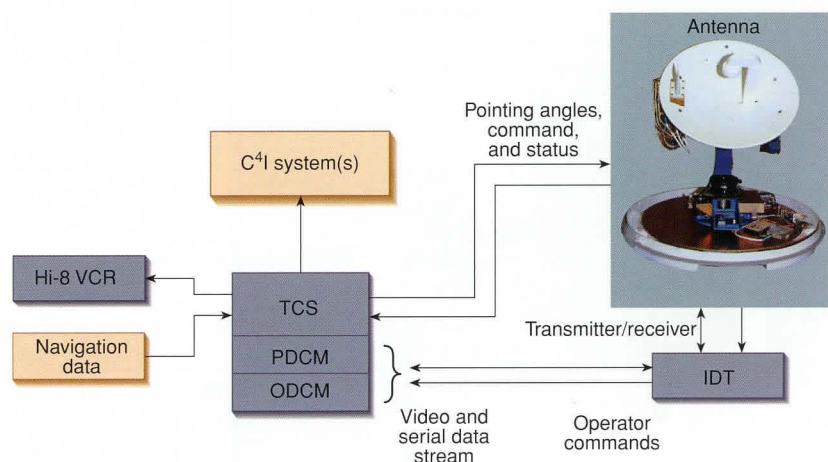 Antenna
Pointing angles,
command,
and status
C⁴I system(s)
Hi-8 VCR
TCS
Navigation
data
PDCM
ODCM
Transmitter/receiver
IDT
Video and
serial data
stream
Operator
commands